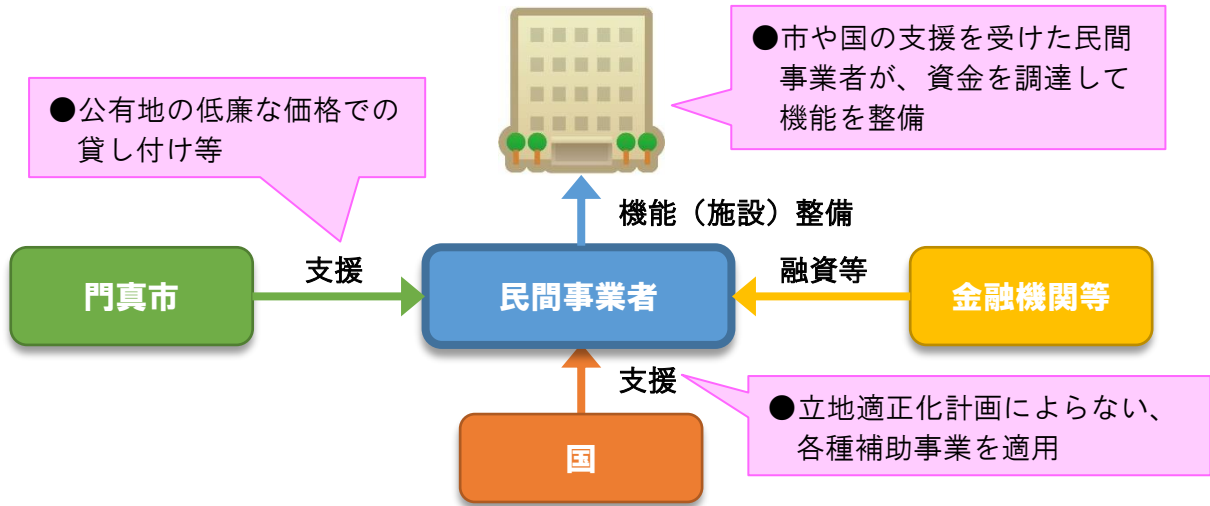 ●市や国の支援を受けた民間
事業者が、資金を調達して
機能を整備
●公有地の低廉な価格での
貸し付け等
機能（施設）整備
支援
融資等
門真市
民間事業者
金融機関等
支援
●立地適正化計画によらない、
各種補助事業を適用
国